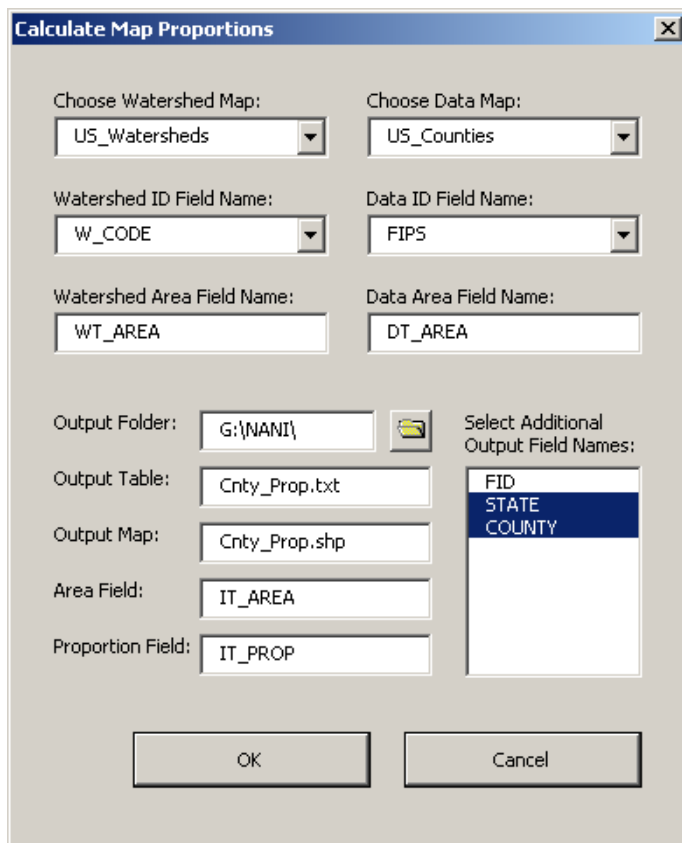 Calculate Map Proportions
Choose Watershed Map:
US_Watersheds
Choose Data Map:
US_Counties
Watershed ID Field Name:
W_CODE
Data ID Field Name:
FIPS
Watershed Area Field Name:
WT_AREA
Data Area Field Name:
DT_AREA
Output Folder:
G:\NANI\
Output Table:
Cnty_Prop.txt
Output Map:
Cnty_Prop.shp
Area Field:
IT_AREA
Proportion Field:
IT_PROP
Select Additional
Output Field Names:
FID
STATE
COUNTY
OK
Cancel